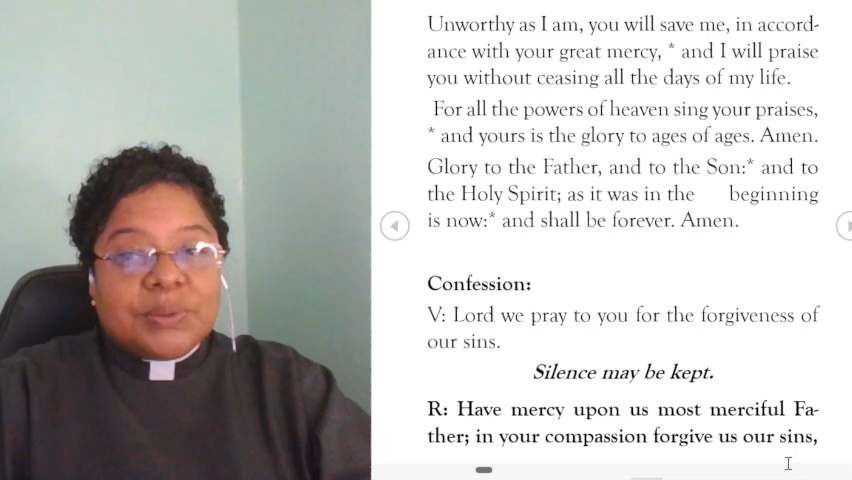 Unworthy as I am, you will save me, in accord-
ance with your great mercy, * and I will praise
you without ceasing all the days of my life.
For all the powers of heaven sing your praises,
* and yours is the glory to ages of ages. Amen.
Glory to the Father, and to the Son:* and to
the Holy Spirit; as it was in the beginning
is now:* and shall be forever. Amen.
Confession:
V: Lord we pray to you for the forgiveness of
our sins.
Silence may be kept.
R: Have mercy upon us most merciful Fa-
ther; in your compassion forgive us our sins,